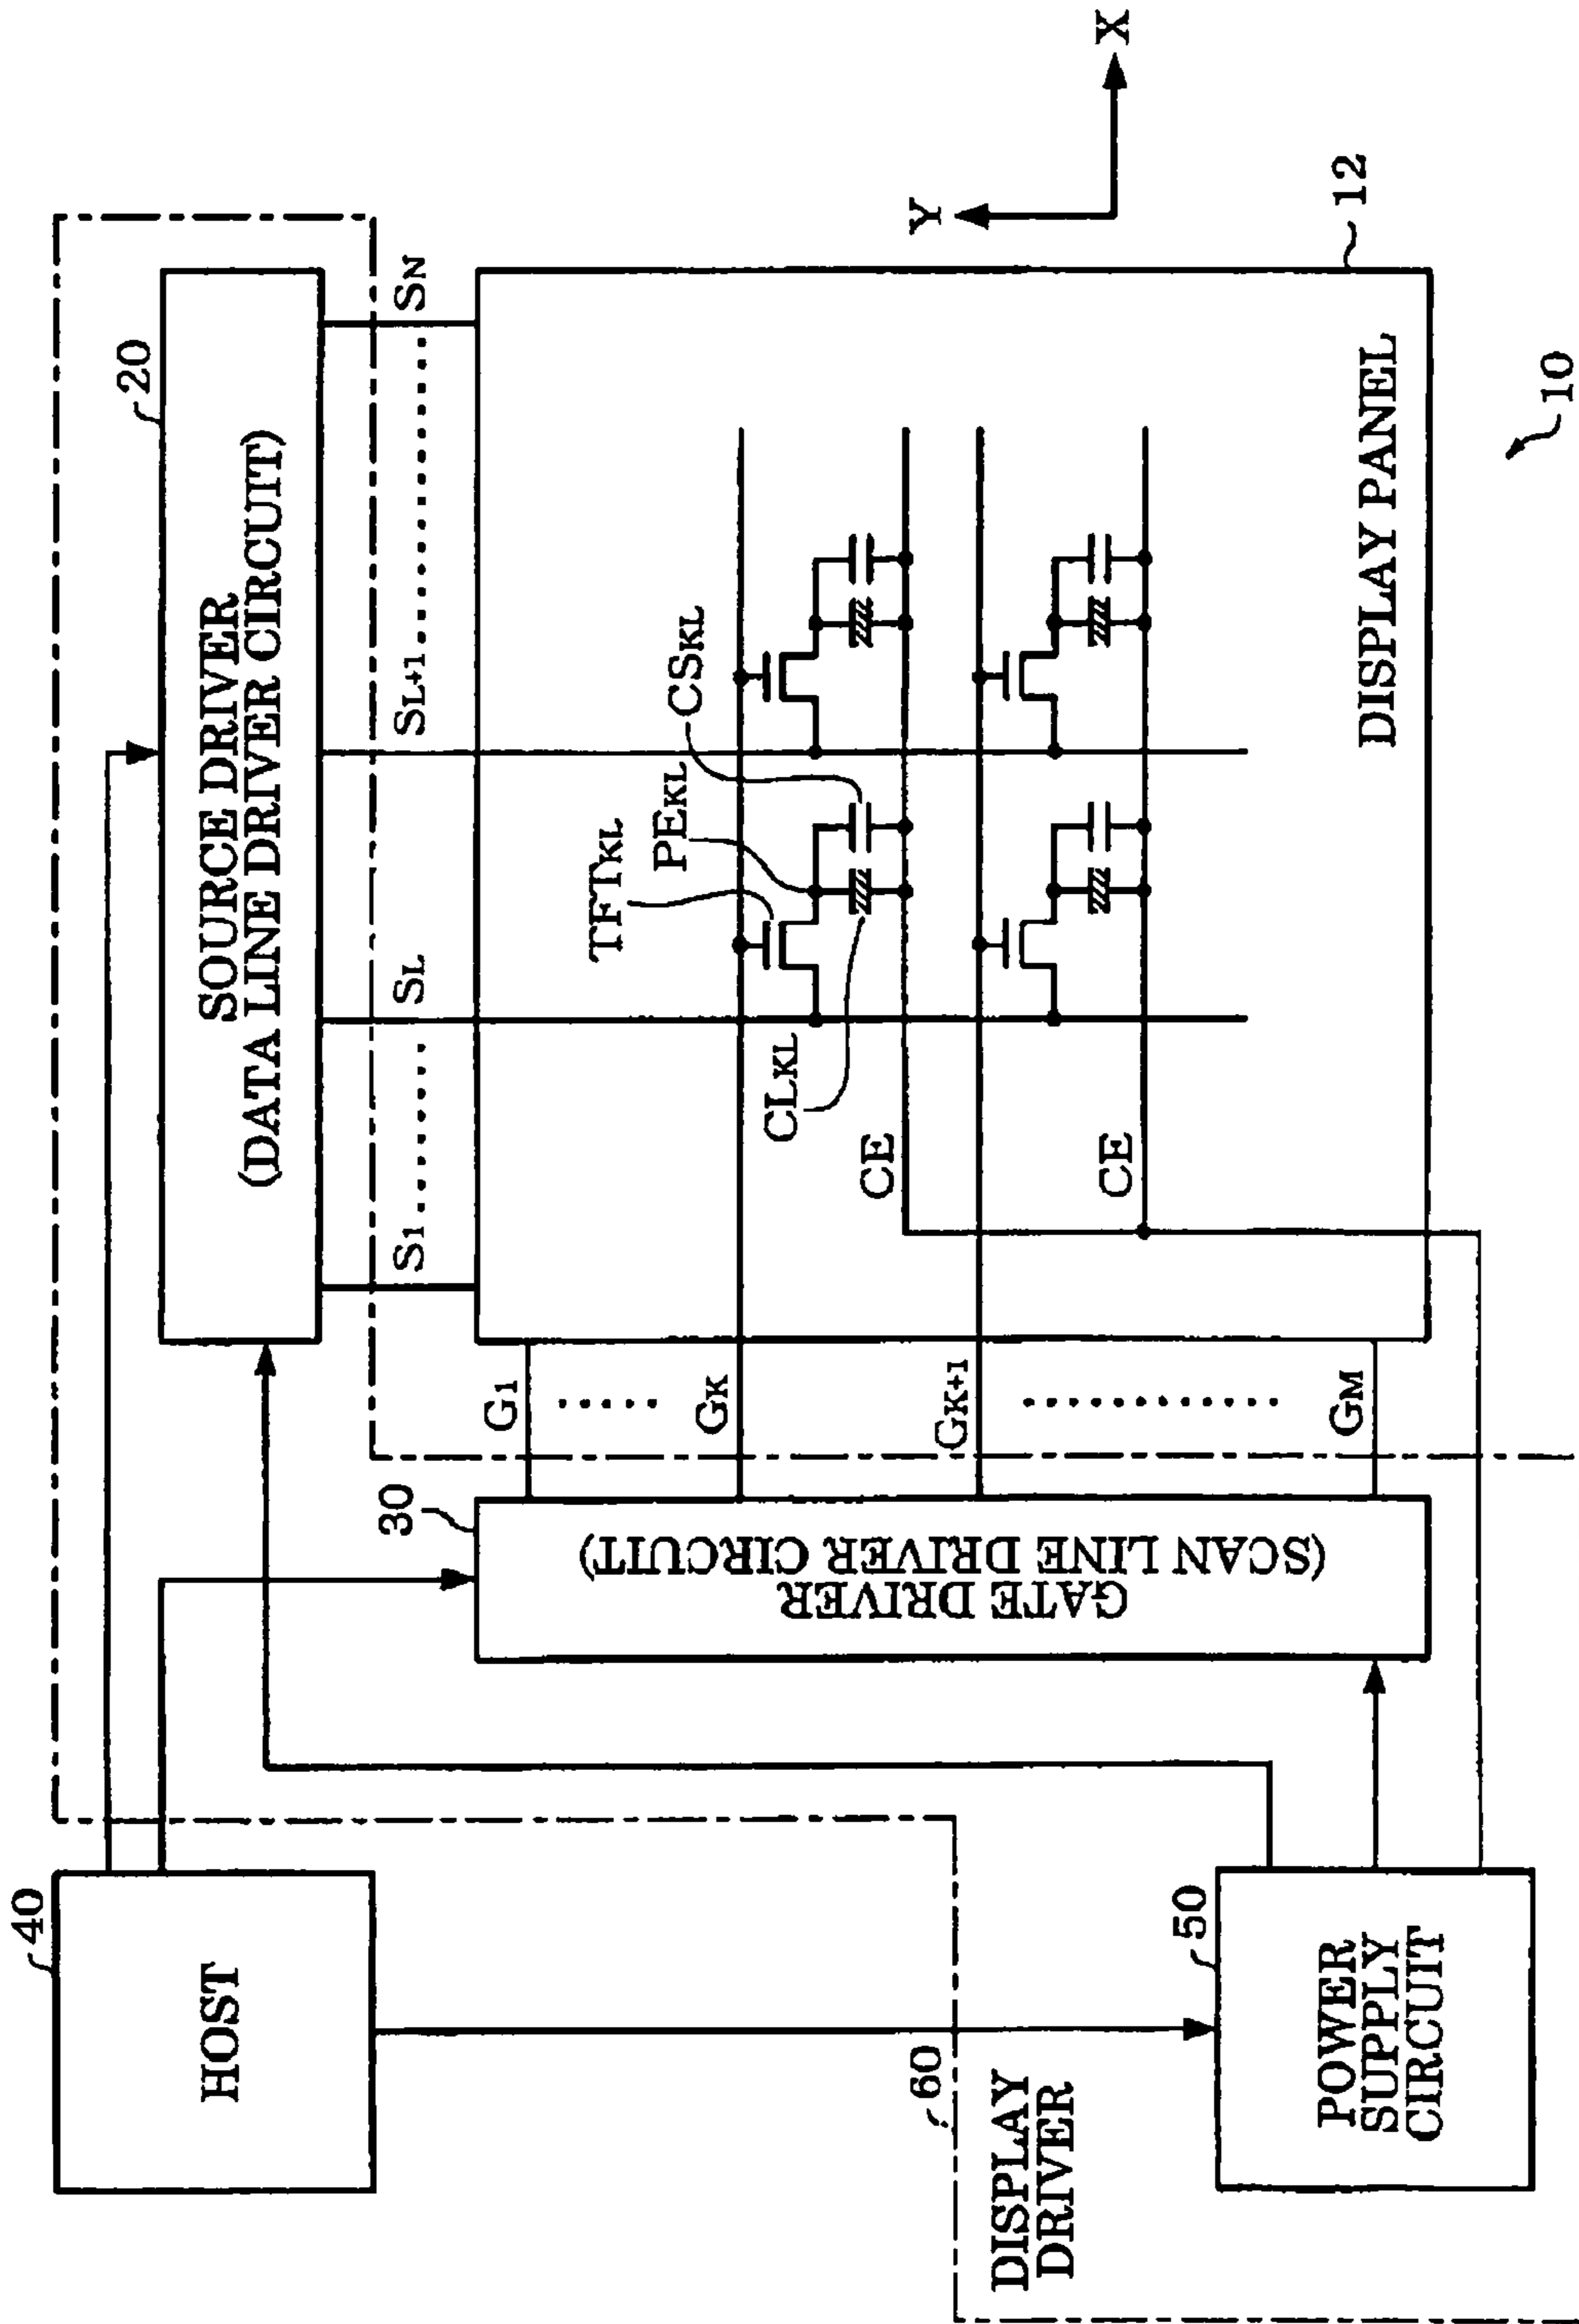 40
HOST
20
SOURCE DRIVER
(DATA LINE DRIVER CIRCUIT)
S1
SL
SL+1
SN
30
GATE DRIVER
(SCAN LINE DRIVER CIRCUIT)
G1
GK
GK+1
GM
TFTKL
PEKL
CSKL
CLKL
CE
CE
DISPLAY PANEL
12
Y
X
60
DISPLAY
DRIVER
50
POWER
SUPPLY
CIRCUIT
10